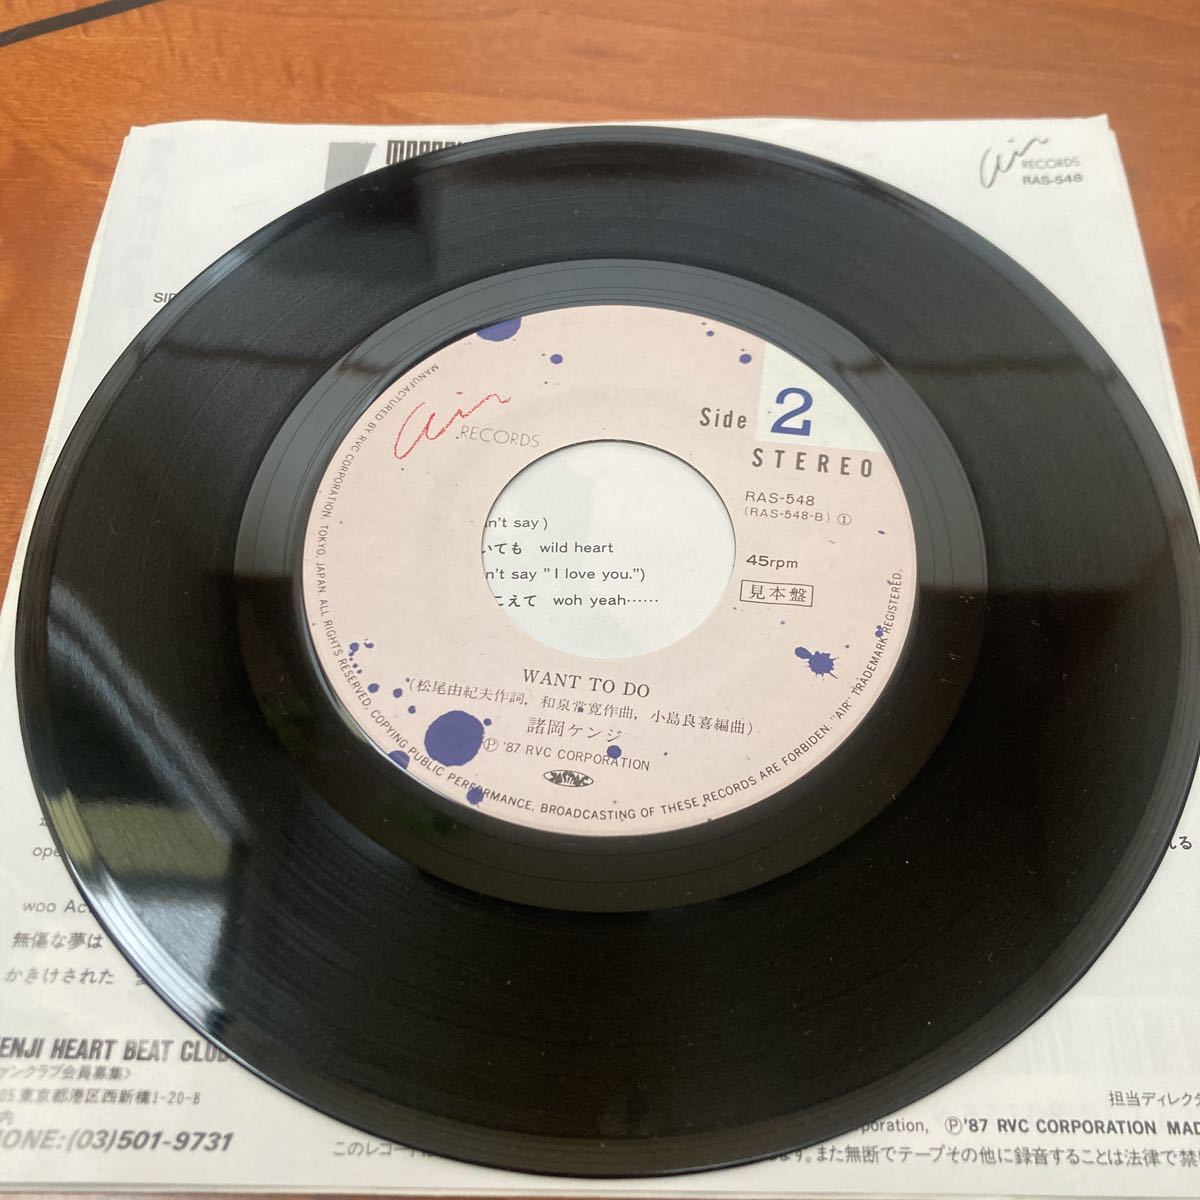 Air RECORDS
RAS-548
Air RECORDS
Side 2
STEREO
RAS-548
(RAS-548-B) ①
45rpm
見本盤
n't say)
いても wild heart
n't say "I love you.")
こえて woh yeah……
WANT TO DO
(松尾由紀夫作詞, 和泉常寛作曲, 小島良喜編曲)
諸岡ケンジ
Ⓟ '87 RVC CORPORATION
JASRAC
MANUFACTURED BY RVC CORPORATION, TOKYO, JAPAN. ALL RIGHTS RESERVED, COPYING PUBLIC PERFORMANCE, BROADCASTING OF THESE RECORDS ARE FORBIDDEN. "AIR" TRADEMARK REGISTERED.
れる
woo
無傷な夢は
かきけされた
ENJI HEART BEAT CLUB
ァンクラブ会員募集>
05 東京都港区西新橋1-20-8
内
HONE:(03)501-9731
担当ディレクタ
orporation, Ⓟ'87 RVC CORPORATION MAD
このレコード
ます。また無断でテープその他に録音することは法律で禁